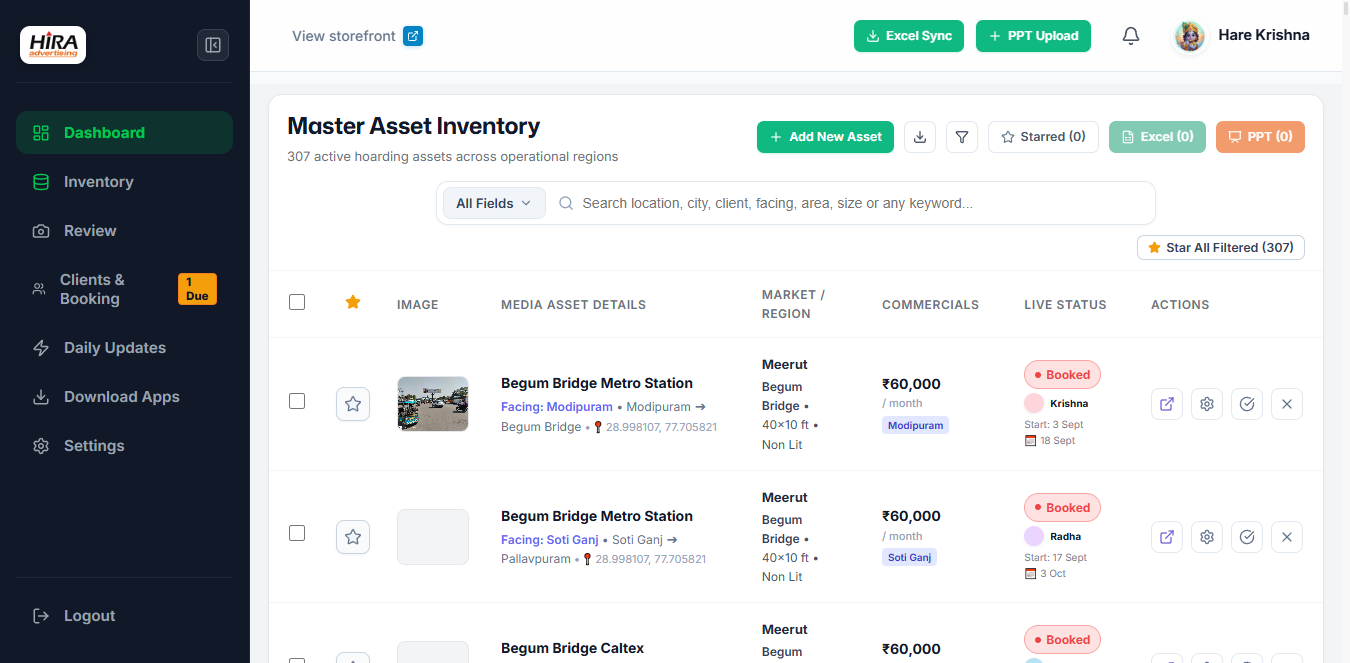 HiRA
advertising
View storefront
Excel Sync
PPT Upload
Hare Krishna
Dashboard
Inventory
Review
Clients &
Booking
1
Due
Daily Updates
Download Apps
Settings
Logout
Master Asset Inventory
307 active hoarding assets across operational regions
Add New Asset
Starred (0)
Excel (0)
PPT (0)
All Fields
Search location, city, client, facing, area, size or any keyword...
Star All Filtered (307)
IMAGE
MEDIA ASSET DETAILS
MARKET /
REGION
COMMERCIALS
LIVE STATUS
ACTIONS
Begum Bridge Metro Station
Facing: Modipuram • Modipuram →
Begum Bridge • 📍 28.998107, 77.705821
Meerut
Begum
Bridge •
40×10 ft •
Non Lit
₹60,000
/ month
Modipuram
Booked
Krishna
Start: 3 Sept
18 Sept
Begum Bridge Metro Station
Facing: Soti Ganj • Soti Ganj →
Pallavpuram • 📍 28.998107, 77.705821
Meerut
Begum
Bridge •
40×10 ft •
Non Lit
₹60,000
/ month
Soti Ganj
Booked
Radha
Start: 17 Sept
3 Oct
Begum Bridge Caltex
Meerut
Begum
₹60,000
Booked